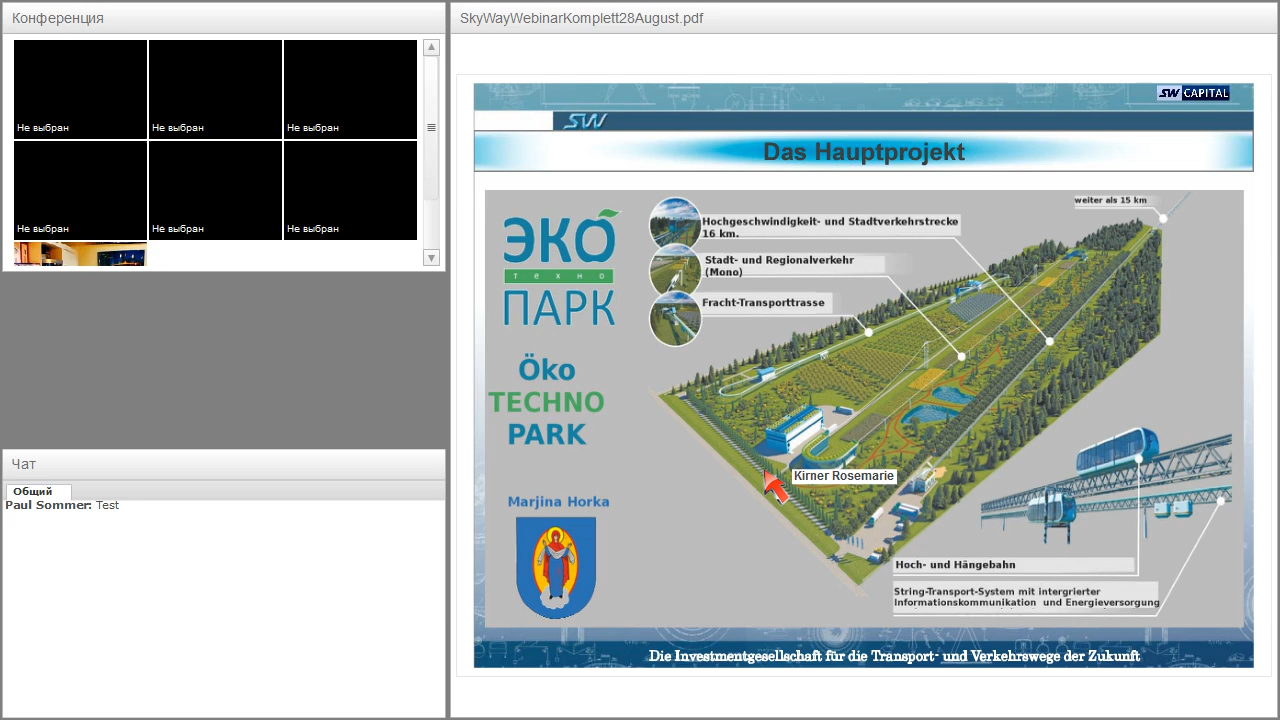 Конференция
Не выбран
Не выбран
Не выбран
Не выбран
Не выбран
Не выбран
Чат
Общий
Paul Sommer: Test
SkyWayWebinarKomplett28August.pdf
SW CAPITAL
SW
Das Hauptprojekt
ЭКО
техно
ПАРК
Öko
TECHNO
PARK
Marjina Horka
weiter als 15 km
Hochgeschwindigkeit- und Stadtverkehrstrecke
16 km.
Stadt- und Regionalverkehr
(Mono)
Fracht-Transporttrasse
Kirner Rosemarie
Hoch- und Hängebahn
String-Transport-System mit intergrierter
Informationskommunikation und Energieversorgung
Die Investmentgesellschaft für die Transport- und Verkehrswege der Zukunft